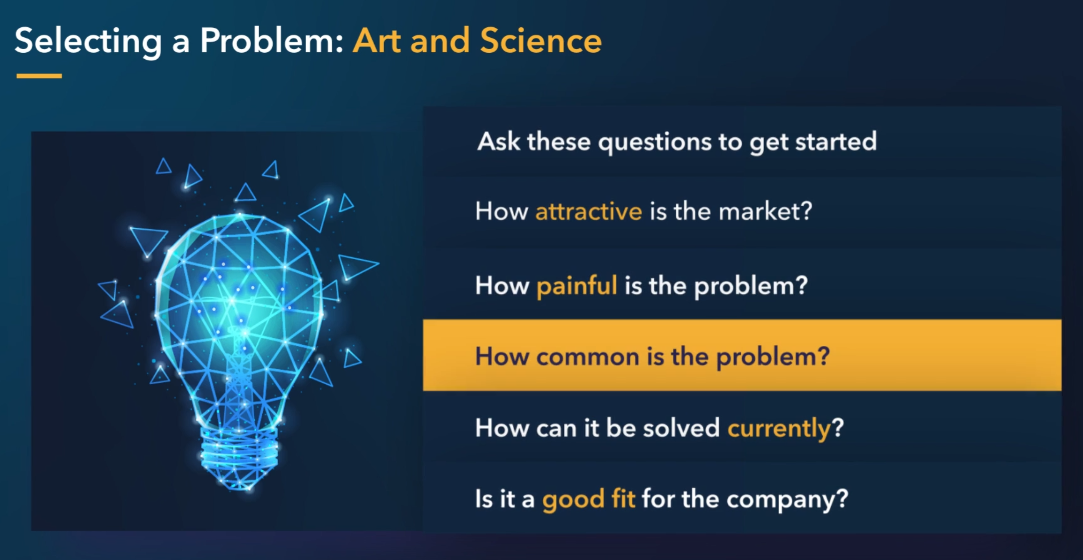 Selecting a Problem: Art and Science
Ask these questions to get started
How attractive is the market?
How painful is the problem?
How common is the problem?
How can it be solved currently?
Is it a good fit for the company?